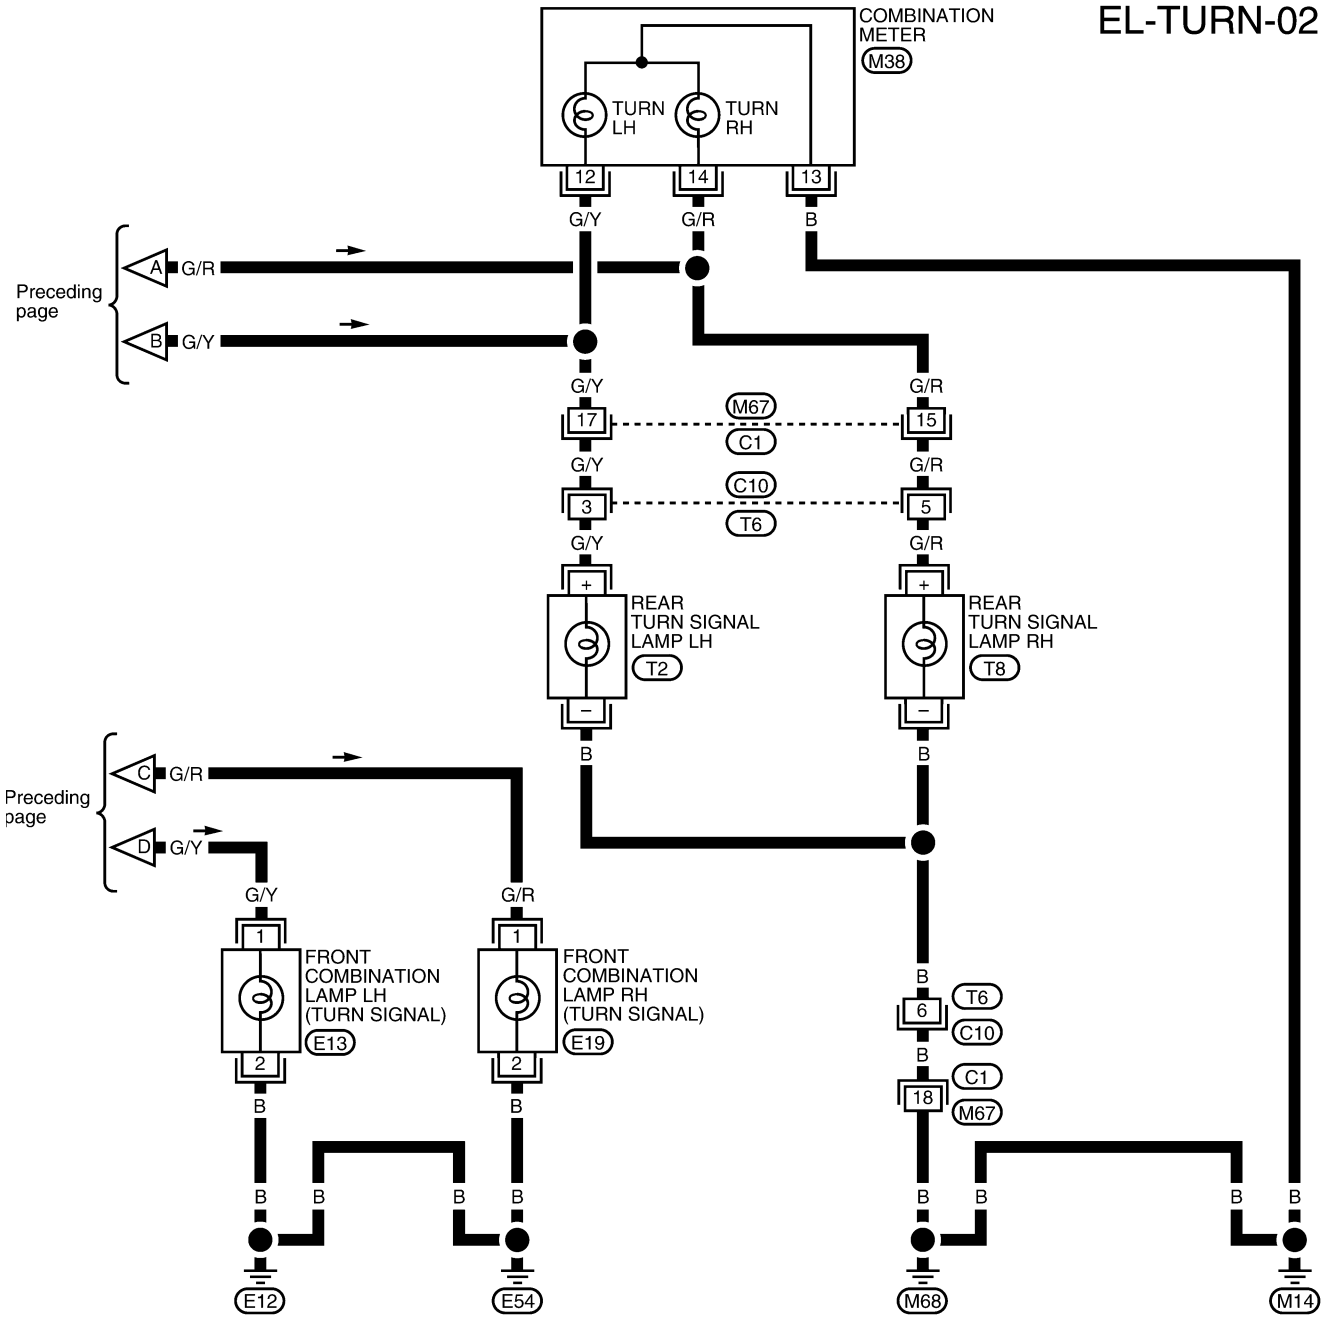 EL-TURN-02
COMBINATION
METER
M38
TURN
LH
TURN
RH
12
14
13
G/Y
G/R
B
Preceding
page
A
G/R
B
G/Y
G/Y
G/R
17
M67
15
C1
G/Y
G/R
3
C10
5
T6
G/Y
G/R
+
+
REAR
TURN SIGNAL
LAMP LH
T2
REAR
TURN SIGNAL
LAMP RH
T8
–
–
B
B
Preceding
page
C
G/R
D
G/Y
G/Y
G/R
1
1
FRONT
COMBINATION
LAMP LH
(TURN SIGNAL)
E13
FRONT
COMBINATION
LAMP RH
(TURN SIGNAL)
E19
2
2
B
B
B
6
T6
C10
B
18
C1
M67
B
B
B
B
B
B
B
B
E12
E54
M68
M14